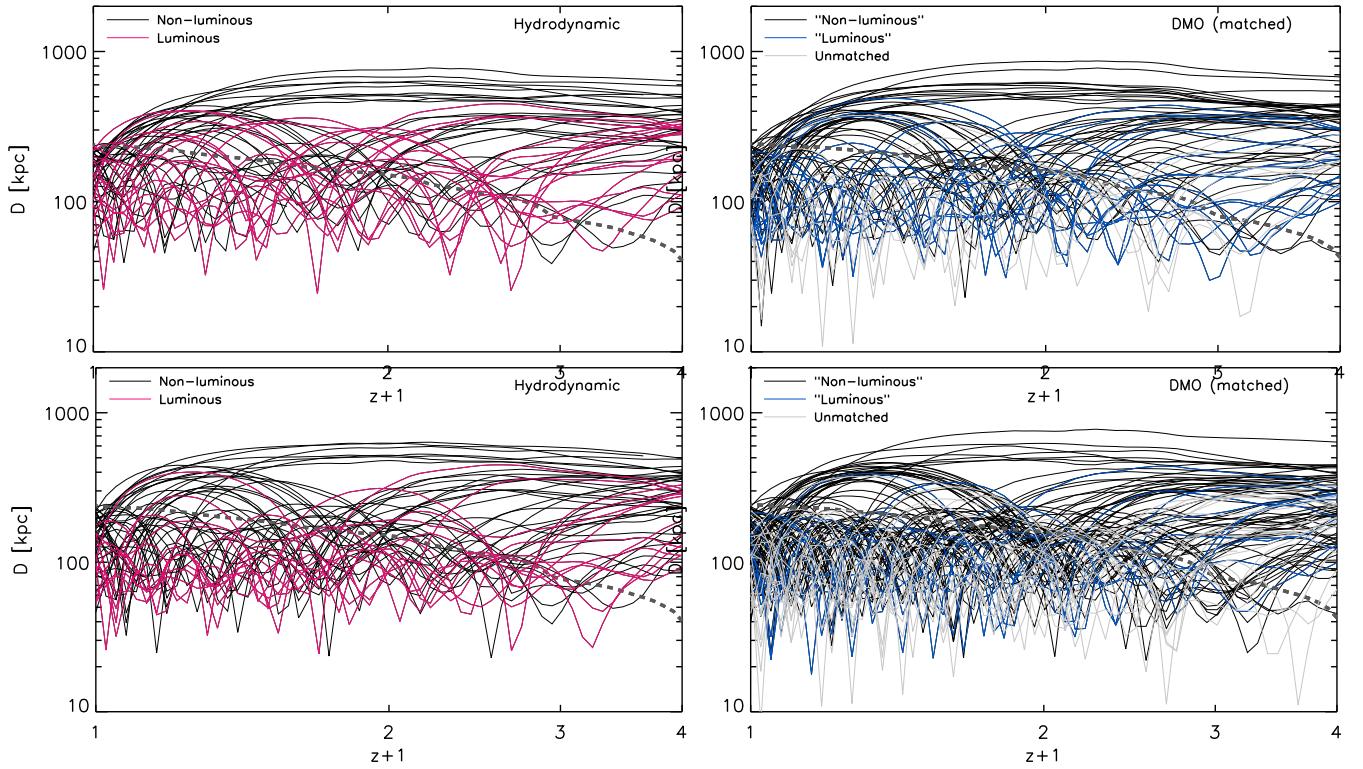 Non-luminous
Luminous
Hydrodynamic
1000
100
10
D [kpc]
1 2 3 4
z+1
"Non-luminous"
"Luminous"
Unmatched
DMO (matched)
1000
100
10
D [kpc]
1 2 3 4
z+1
Non-luminous
Luminous
Hydrodynamic
1000
100
10
D [kpc]
1 2 3 4
z+1
"Non-luminous"
"Luminous"
Unmatched
DMO (matched)
1000
100
10
D [kpc]
1 2 3 4
z+1